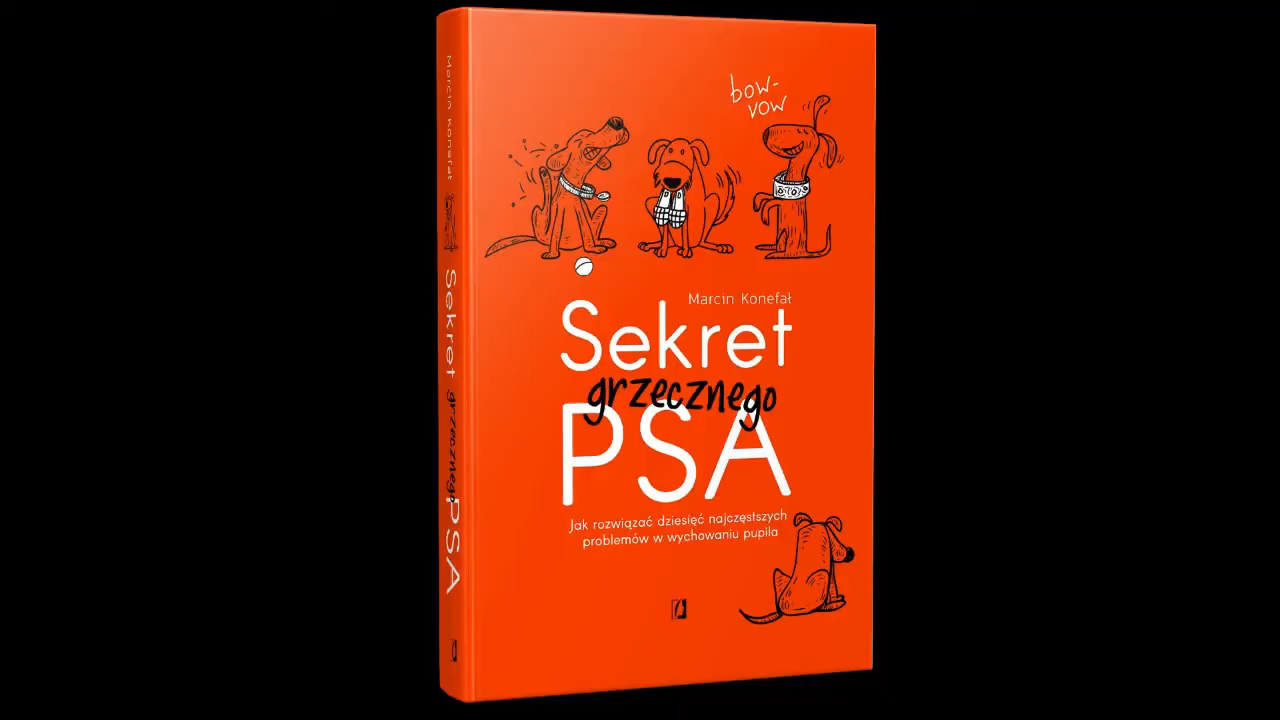 bow-
vow
Marcin Konefał
Sekret
grzecznego
PSA
Jak rozwiązać dziesięć najczęstszych
problemów w wychowaniu pupila
Marcin Konefał
Sekret grzecznego PSA